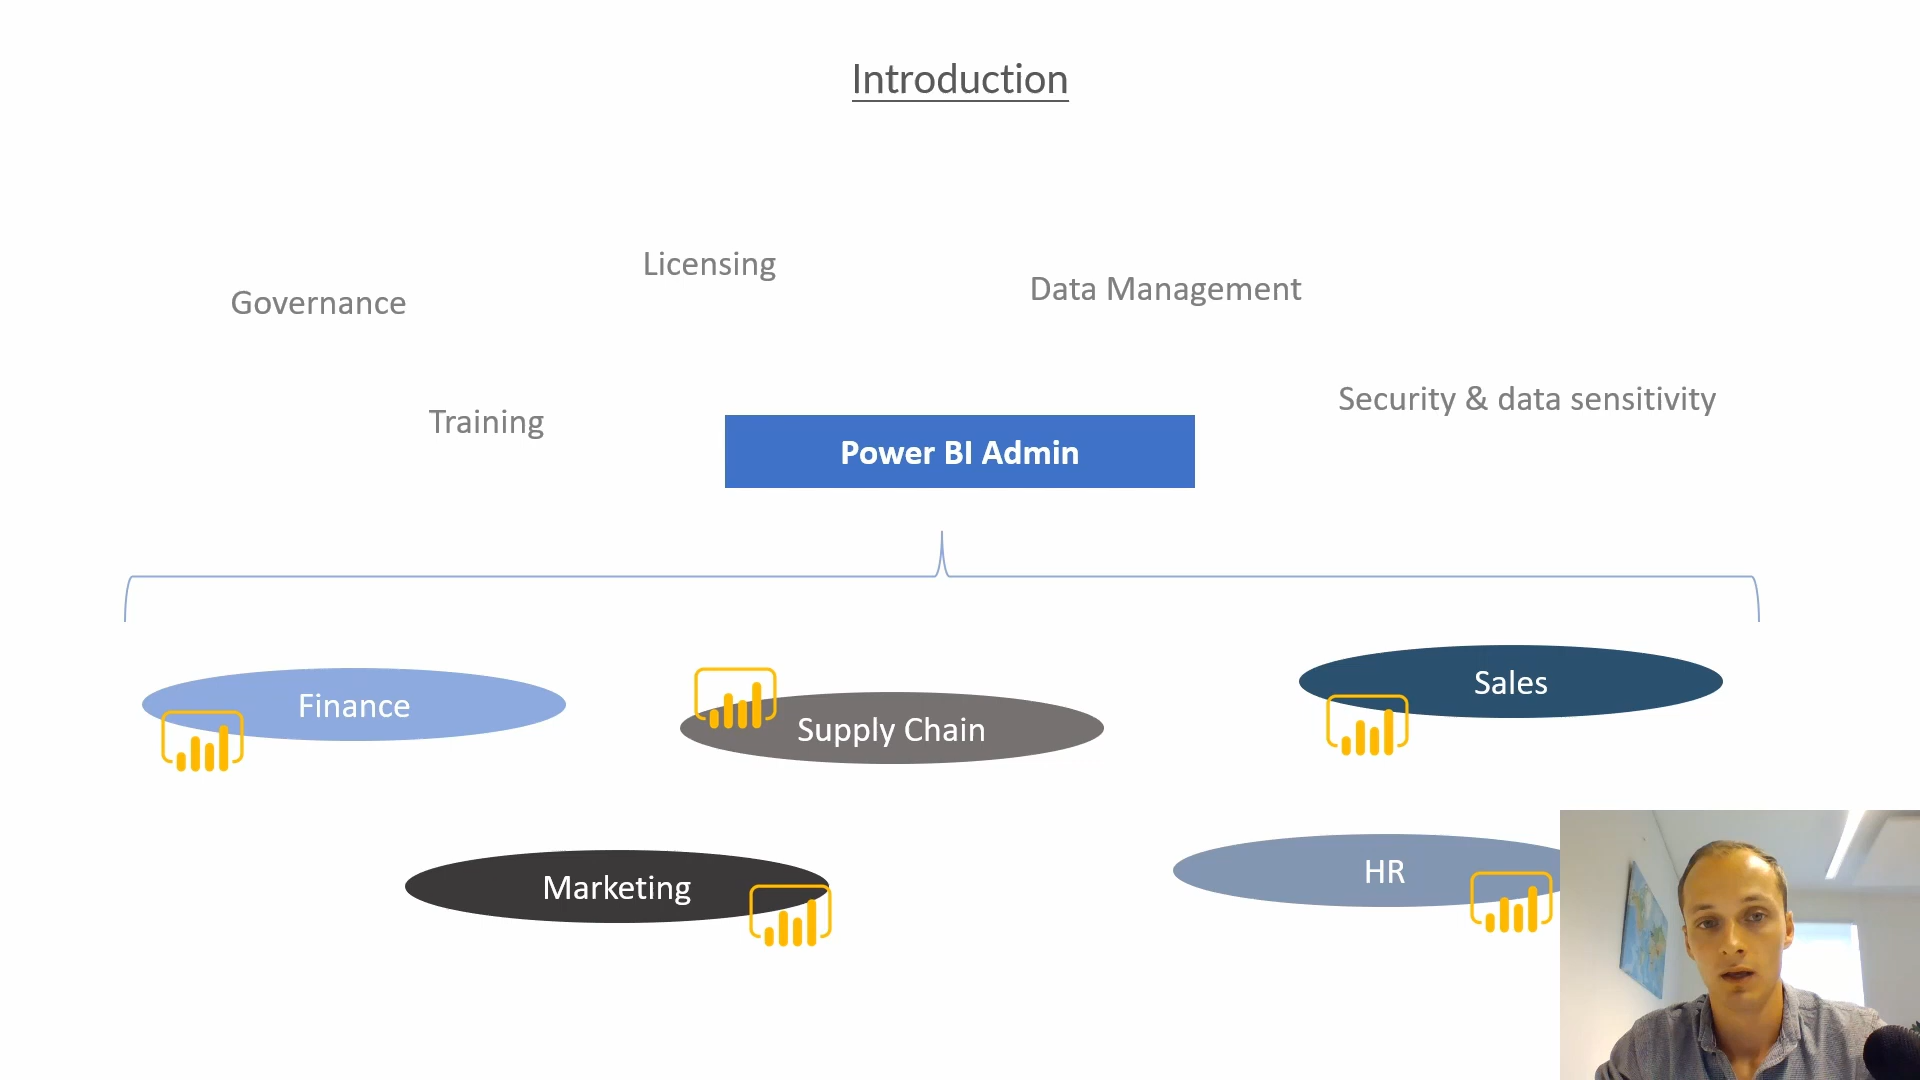 Introduction
Licensing
Data Management
Governance
Security & data sensitivity
Training
Power BI Admin
Sales
Finance
Supply Chain
HR
Marketing